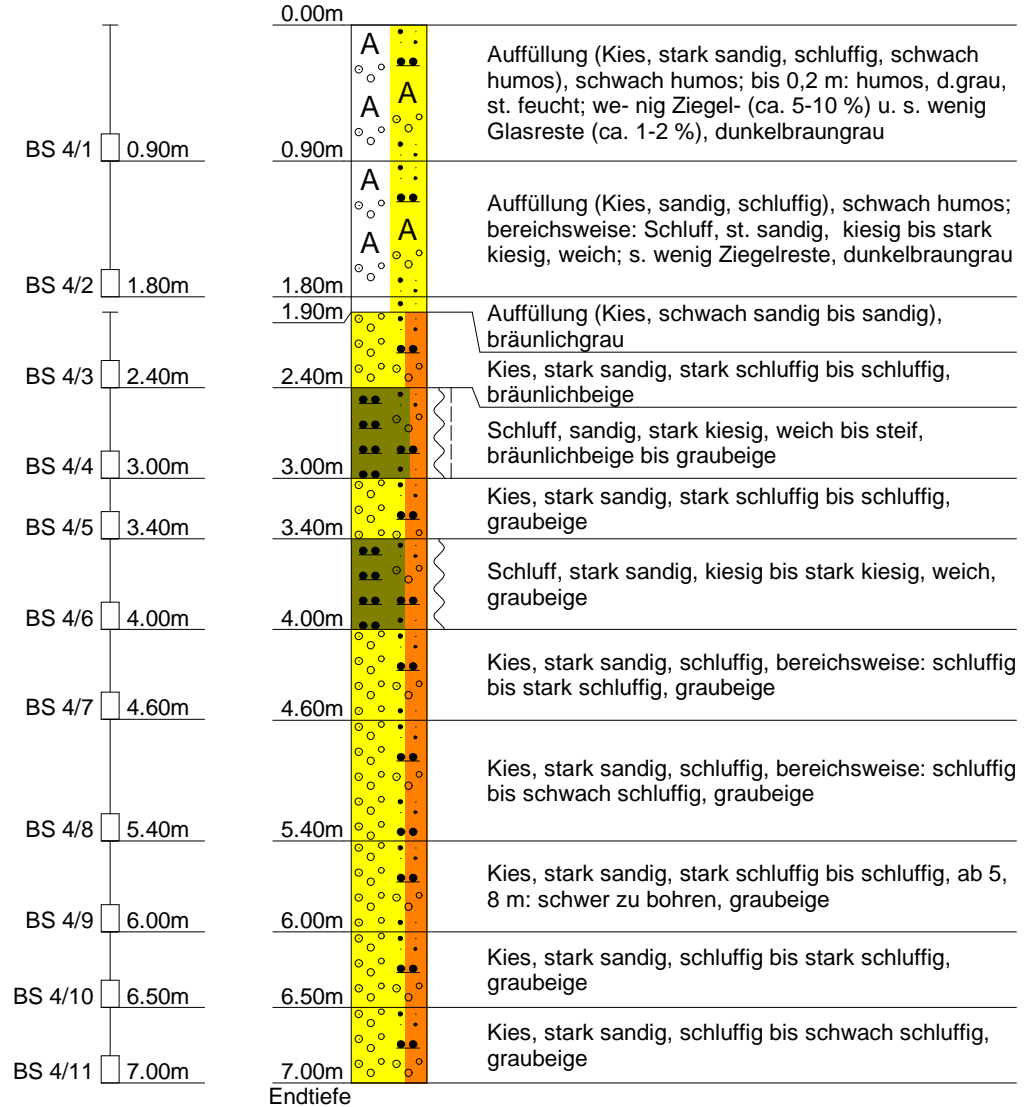 0.00m
A
A
A
Auffüllung (Kies, stark sandig, schluffig, schwach
humos), schwach humos; bis 0,2 m: humos, d.grau,
st. feucht; we- nig Ziegel- (ca. 5-10 %) u. s. wenig
Glasreste (ca. 1-2 %), dunkelbraungrau
BS 4/1 0.90m
0.90m
A
A
A
Auffüllung (Kies, sandig, schluffig), schwach humos;
bereichsweise: Schluff, st. sandig, kiesig bis stark
kiesig, weich; s. wenig Ziegelreste, dunkelbraungrau
BS 4/2 1.80m
1.80m
1.90m
Auffüllung (Kies, schwach sandig bis sandig),
bräunlichgrau
BS 4/3 2.40m
2.40m
Kies, stark sandig, stark schluffig bis schluffig,
bräunlichbeige
Schluff, sandig, stark kiesig, weich bis steif,
bräunlichbeige bis graubeige
BS 4/4 3.00m
3.00m
Kies, stark sandig, stark schluffig bis schluffig,
graubeige
BS 4/5 3.40m
3.40m
Schluff, stark sandig, kiesig bis stark kiesig, weich,
graubeige
BS 4/6 4.00m
4.00m
Kies, stark sandig, schluffig, bereichsweise: schluffig
bis stark schluffig, graubeige
BS 4/7 4.60m
4.60m
Kies, stark sandig, schluffig, bereichsweise: schluffig
bis schwach schluffig, graubeige
BS 4/8 5.40m
5.40m
Kies, stark sandig, stark schluffig bis schluffig, ab 5,
8 m: schwer zu bohren, graubeige
BS 4/9 6.00m
6.00m
Kies, stark sandig, schluffig bis stark schluffig,
graubeige
BS 4/10 6.50m
6.50m
Kies, stark sandig, schluffig bis schwach schluffig,
graubeige
BS 4/11 7.00m
7.00m
Endtiefe